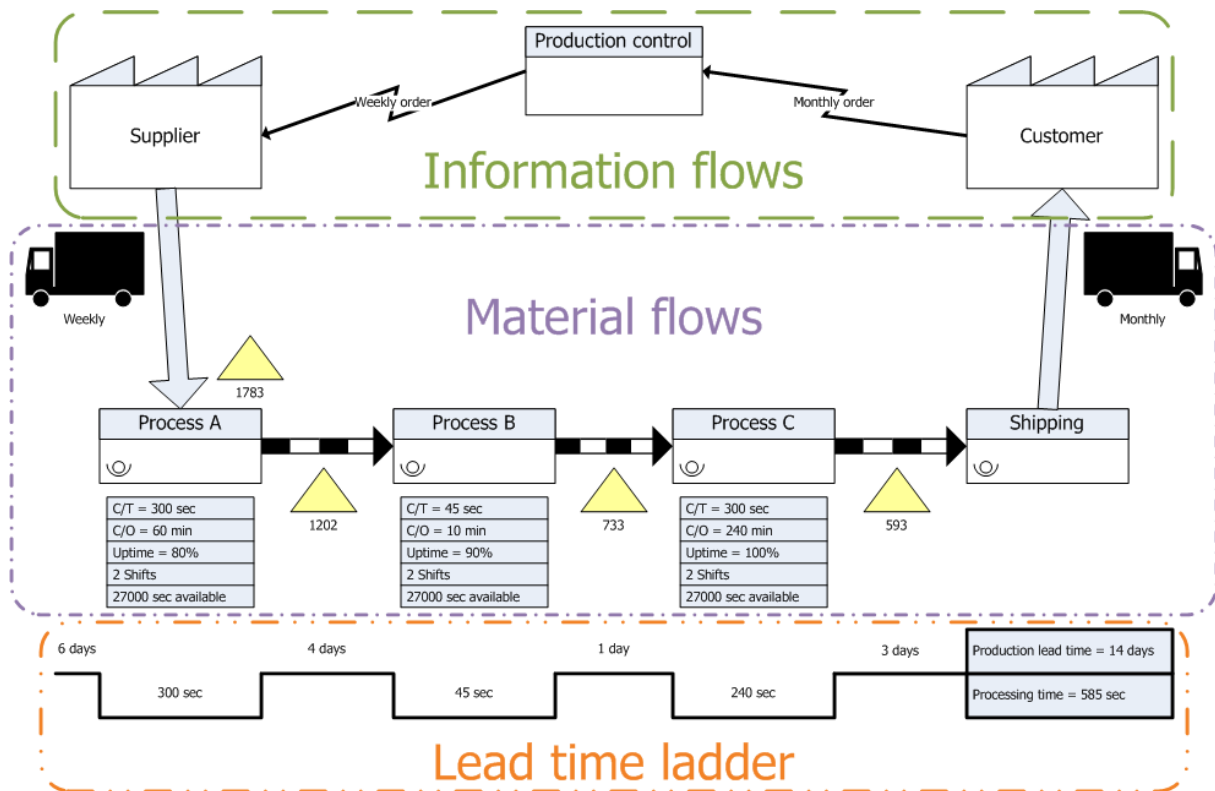 Production control
Weekly order
Monthly order
Supplier
Customer
Information flows
Weekly
Material flows
Monthly
1783
Process A
Process B
Process C
Shipping
1202
733
593
C/T = 300 sec
C/O = 60 min
Uptime = 80%
2 Shifts
27000 sec available
C/T = 45 sec
C/O = 10 min
Uptime = 90%
2 Shifts
27000 sec available
C/T = 300 sec
C/O = 240 min
Uptime = 100%
2 Shifts
27000 sec available
6 days
4 days
1 day
3 days
Production lead time = 14 days
300 sec
45 sec
240 sec
Processing time = 585 sec
Lead time ladder